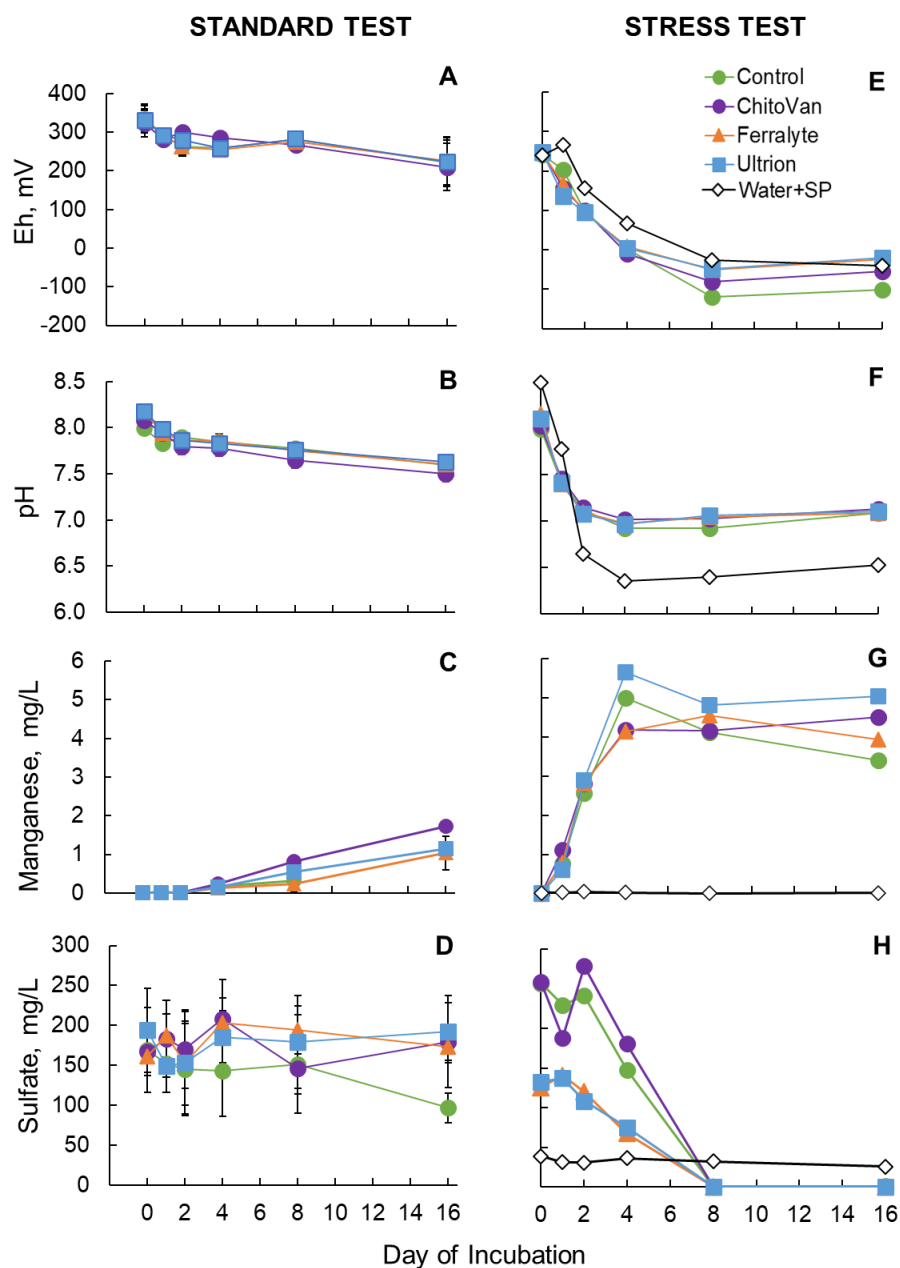 STANDARD TEST
STRESS TEST
A
Eh, mV
400
300
200
100
0
-100
-200
E
Control
ChitoVan
Ferralyte
Ultrion
Water+SP
B
pH
8.5
8.0
7.5
7.0
6.5
6.0
F
C
Manganese, mg/L
6
5
4
3
2
1
0
G
D
Sulfate, mg/L
300
250
200
150
100
50
0
H
0 2 4 6 8 10 12 14 16
0 2 4 6 8 10 12 14 16
Day of Incubation